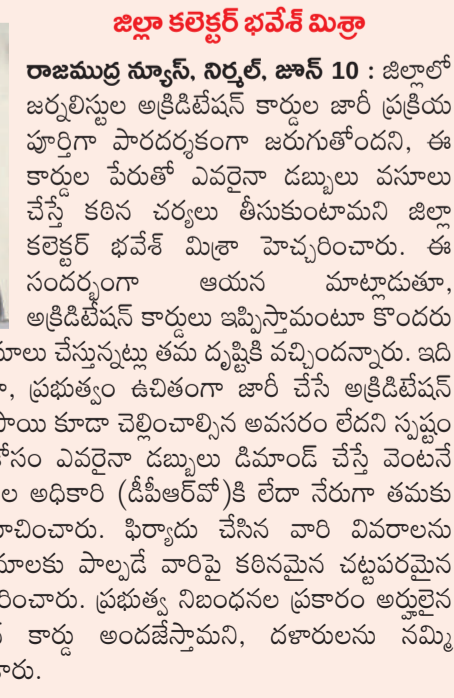 జిల్లా కలెక్టర్ భవేశ్ మిశ్రా
రాజముద్ర న్యూస్, నిర్మల్, జూన్ 10 : జిల్లాలో
జర్నలిస్టుల అక్రిడిటేషన్ కార్డుల జారీ ప్రక్రియ
పూర్తిగా పారదర్శకంగా జరుగుతోందని, ఈ
కార్డుల పేరుతో ఎవరైనా డబ్బులు వసూలు
చేస్తే కఠిన చర్యలు తీసుకుంటామని జిల్లా
కలెక్టర్ భవేశ్ మిశ్రా హెచ్చరించారు. ఈ
సందర్భంగా ఆయన మాట్లాడుతూ,
అక్రిడిటేషన్ కార్డులు ఇప్పిస్తామంటూ కొందరు
చేస్తున్నట్లు తమ దృష్టికి వచ్చిందన్నారు. ఇది
ప్రభుత్వం ఉచితంగా జారీ చేసే అక్రిడిటేషన్
కూడా చెల్లించాల్సిన అవసరం లేదని స్పష్టం
ఎవరైనా డబ్బులు డిమాండ్ చేస్తే వెంటనే
అధికారి (డీపీఆర్‌వో)కి లేదా నేరుగా తమకు
ఫిర్యాదు చేసిన వారి వివరాలను
పాల్పడే వారిపై కఠినమైన చట్టపరమైన
ప్రభుత్వ నిబంధనల ప్రకారం అర్హులైన
కార్డు అందజేస్తామని, దళారులను నమ్మి